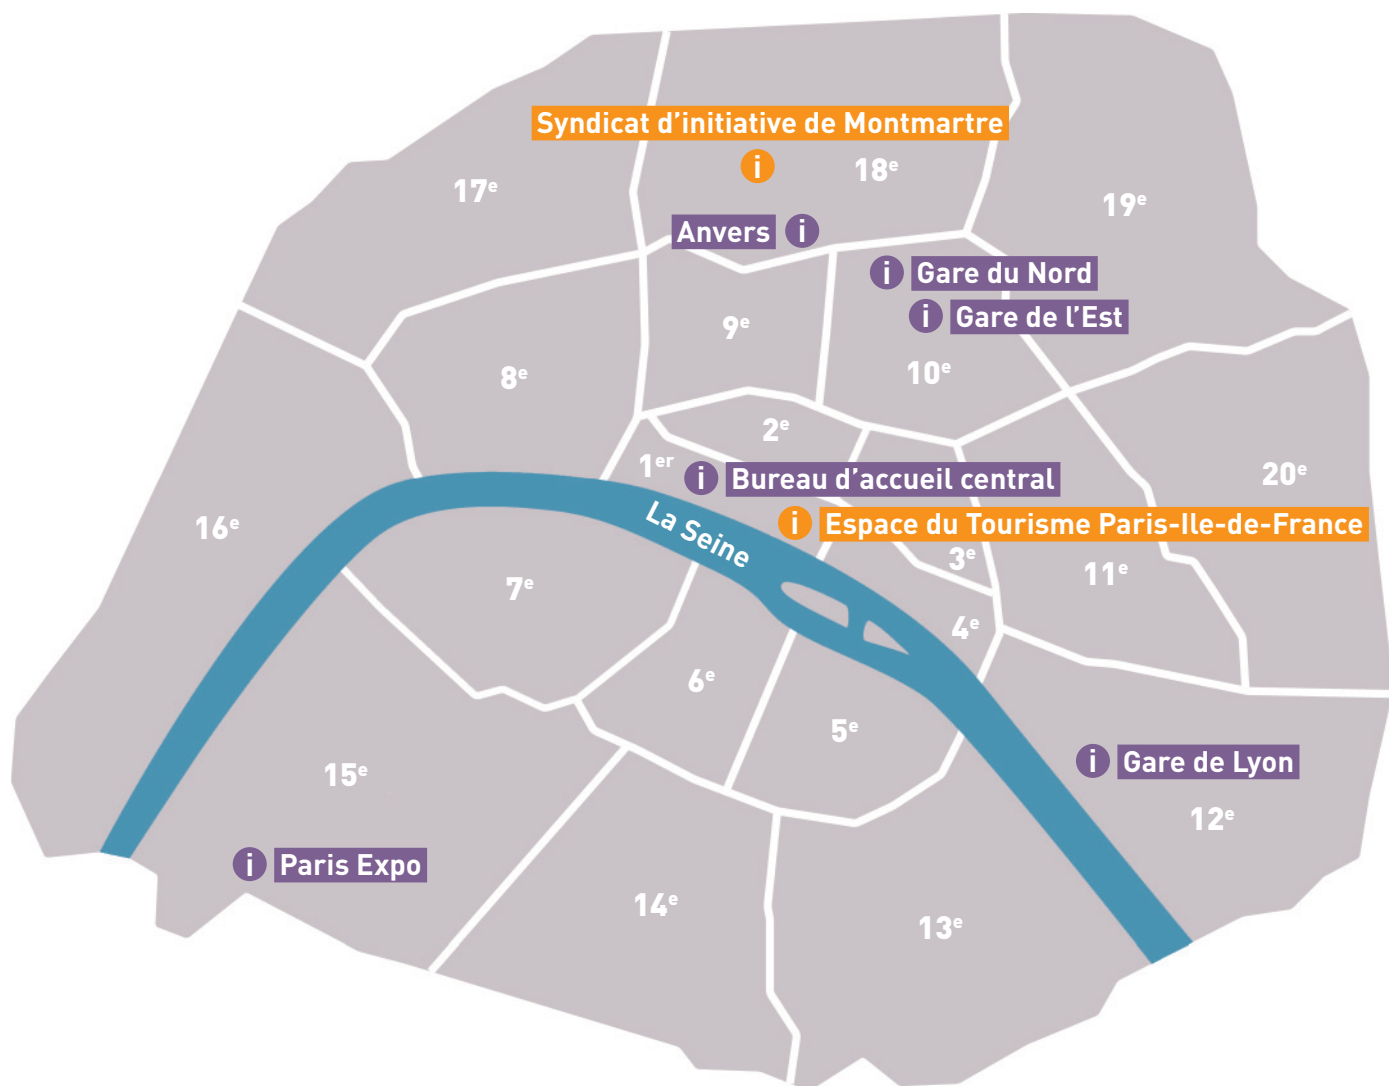 Syndicat d’initiative de Montmartre
i
18e
17e
19e
Anvers i
i Gare du Nord
i Gare de l’Est
9e
10e
8e
2e
1er
i Bureau d’accueil central
20e
16e
La Seine
i Espace du Tourisme Paris-Ile-de-France
3e
11e
7e
4e
6e
5e
i Gare de Lyon
15e
12e
i Paris Expo
14e
13e